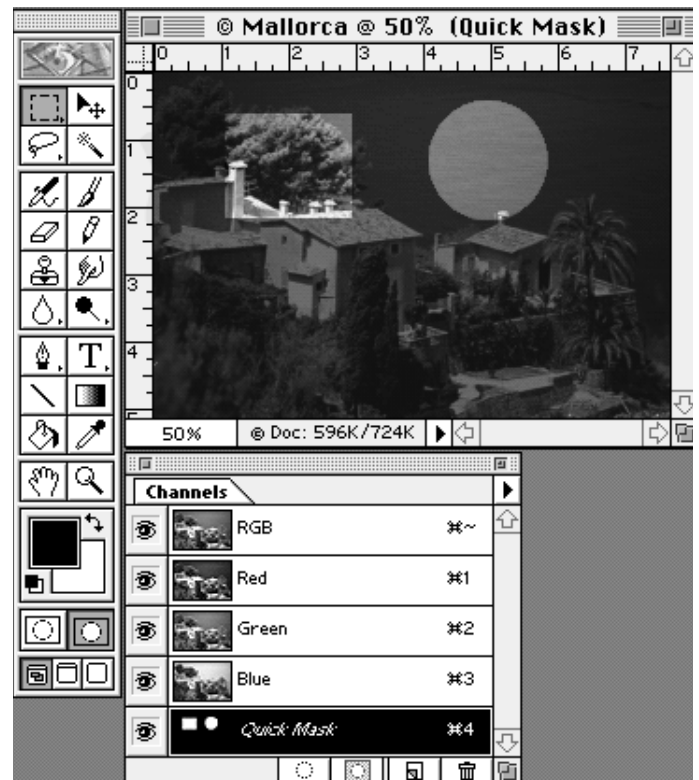 © Mallorca @ 50% (Quick Mask)
0 1 2 3 4 5 6 7
0
1
2
3
4
5
T
50% © Doc: 596K/724K
Channels
RGB ⌘~
Red ⌘1
Green ⌘2
Blue ⌘3
Quick Mask ⌘4